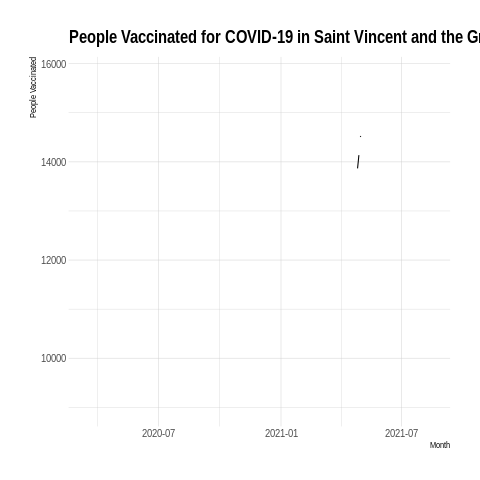 People Vaccinated for COVID-19 in Saint Vincent and the Gr
People Vaccinated
16000
14000
12000
10000
2020-07
2021-01
2021-07
Month